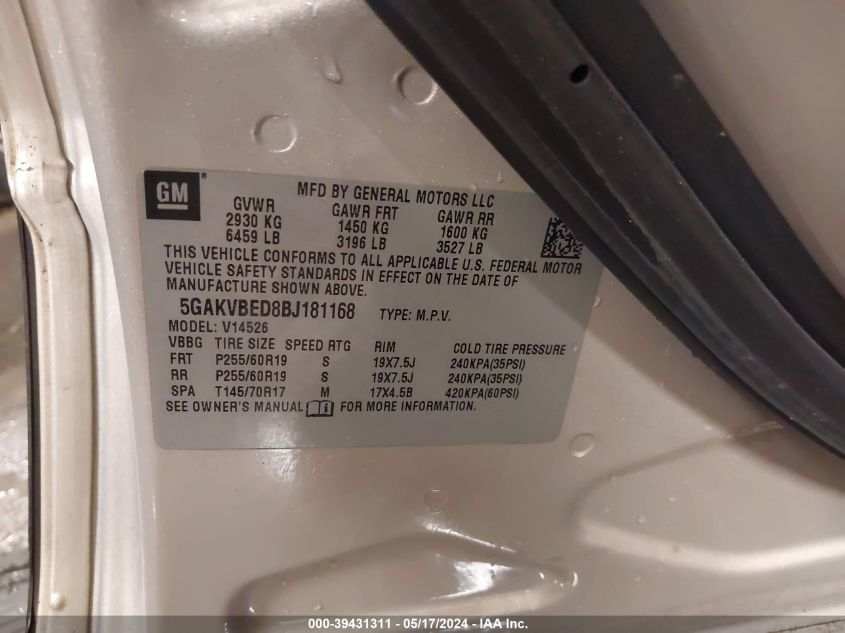 GM
MFD BY GENERAL MOTORS LLC
GVWR GAWR FRT GAWR RR
2930 KG 1450 KG 1600 KG
6459 LB 3196 LB 3527 LB
THIS VEHICLE CONFORMS TO ALL APPLICABLE U.S. FEDERAL MOTOR
VEHICLE SAFETY STANDARDS IN EFFECT ON THE DATE OF
MANUFACTURE SHOWN ABOVE.
5GAKVBED8BJ181168 TYPE: M.P.V.
MODEL: V14526
VBBG TIRE SIZE SPEED RTG RIM COLD TIRE PRESSURE
FRT P255/60R19 S 19X7.5J 240KPA(35PSI)
RR P255/60R19 S 19X7.5J 240KPA(35PSI)
SPA T145/70R17 M 17X4.5B 420KPA(60PSI)
SEE OWNER'S MANUAL i FOR MORE INFORMATION.
000-39431311 - 05/17/2024 - IAA Inc.